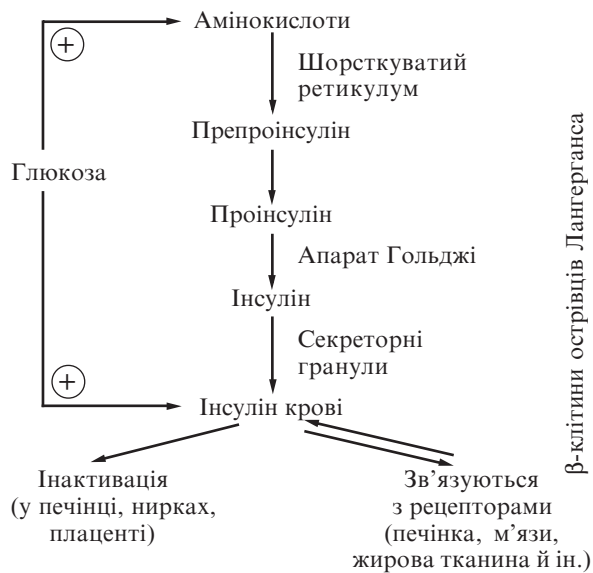 Амінокислоти
+
Шорсткуватий
ретикулум
Препроінсулін
Глюкоза
Проінсулін
Апарат Гольджі
Інсулін
Секреторні
гранули
+
Інсулін крові
β-клітини острівців Лангерганса
Інактивація
(у печінці, нирках,
плаценті)
Зв’язуються
з рецепторами
(печінка, м’язи,
жирова тканина й ін.)